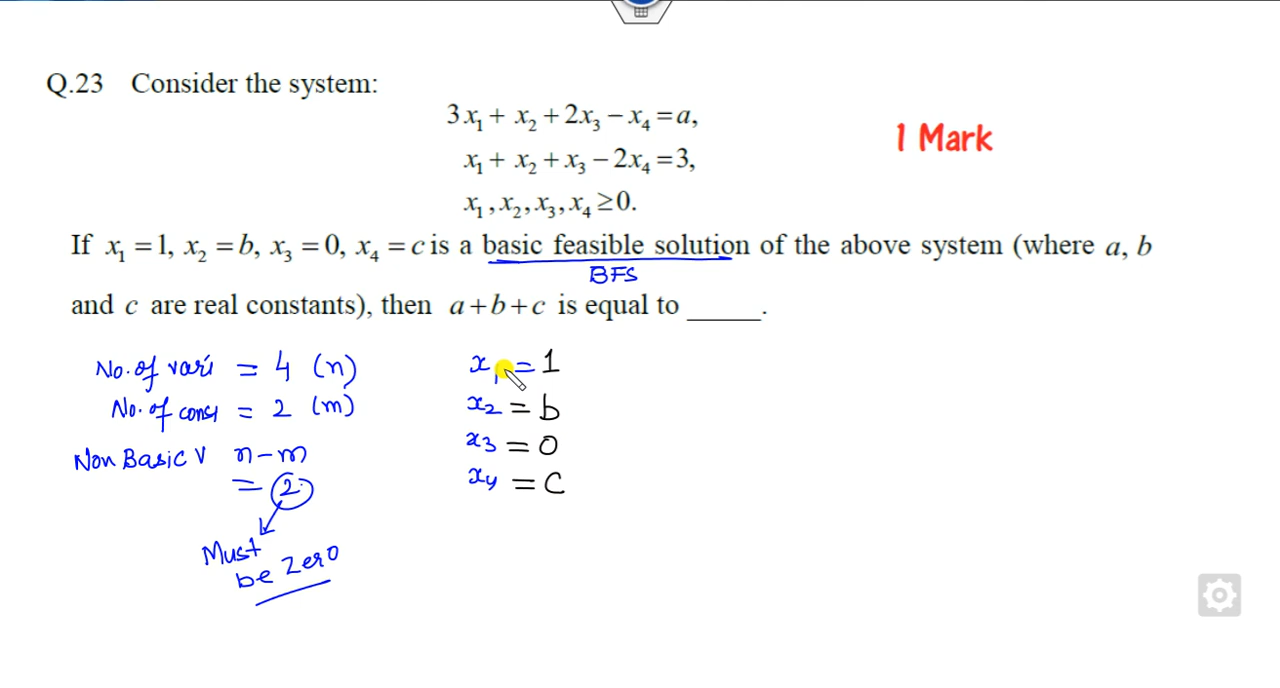 Q.23 Consider the system:
3x₁ + x₂ + 2x₃ − x₄ = a,
1 Mark
x₁ + x₂ + x₃ − 2x₄ = 3,
x₁, x₂, x₃, x₄ ≥ 0.
If x₁ = 1, x₂ = b, x₃ = 0, x₄ = c is a basic feasible solution of the above system (where a, b
BFS
and c are real constants), then a + b + c is equal to _____.
No. of vari = 4 (n)
No. of const = 2 (m)
Non Basic V n − m
= 2
Must
be Zero
x₁ = 1
x₂ = b
x₃ = 0
x₄ = C